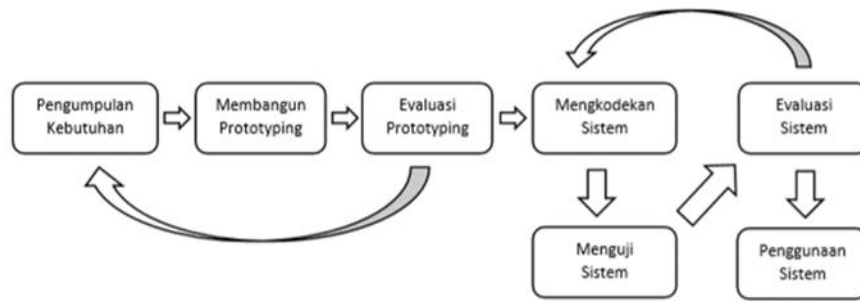 Pengumpulan
Kebutuhan
Membangun
Prototyping
Evaluasi
Prototyping
Mengkodekan
Sistem
Evaluasi
Sistem
Menguji
Sistem
Penggunaan
Sistem